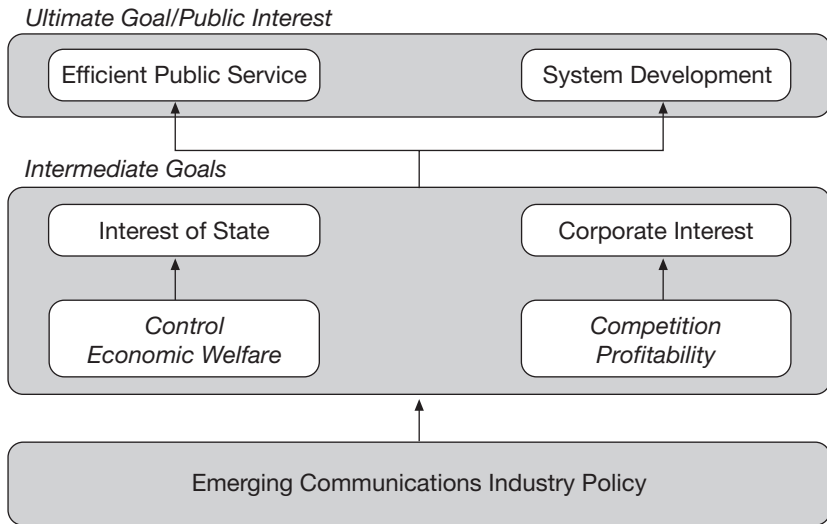 Ultimate Goal/Public Interest
Efficient Public Service
System Development
Intermediate Goals
Interest of State
Corporate Interest
Control
Economic Welfare
Competition
Profitability
Emerging Communications Industry Policy